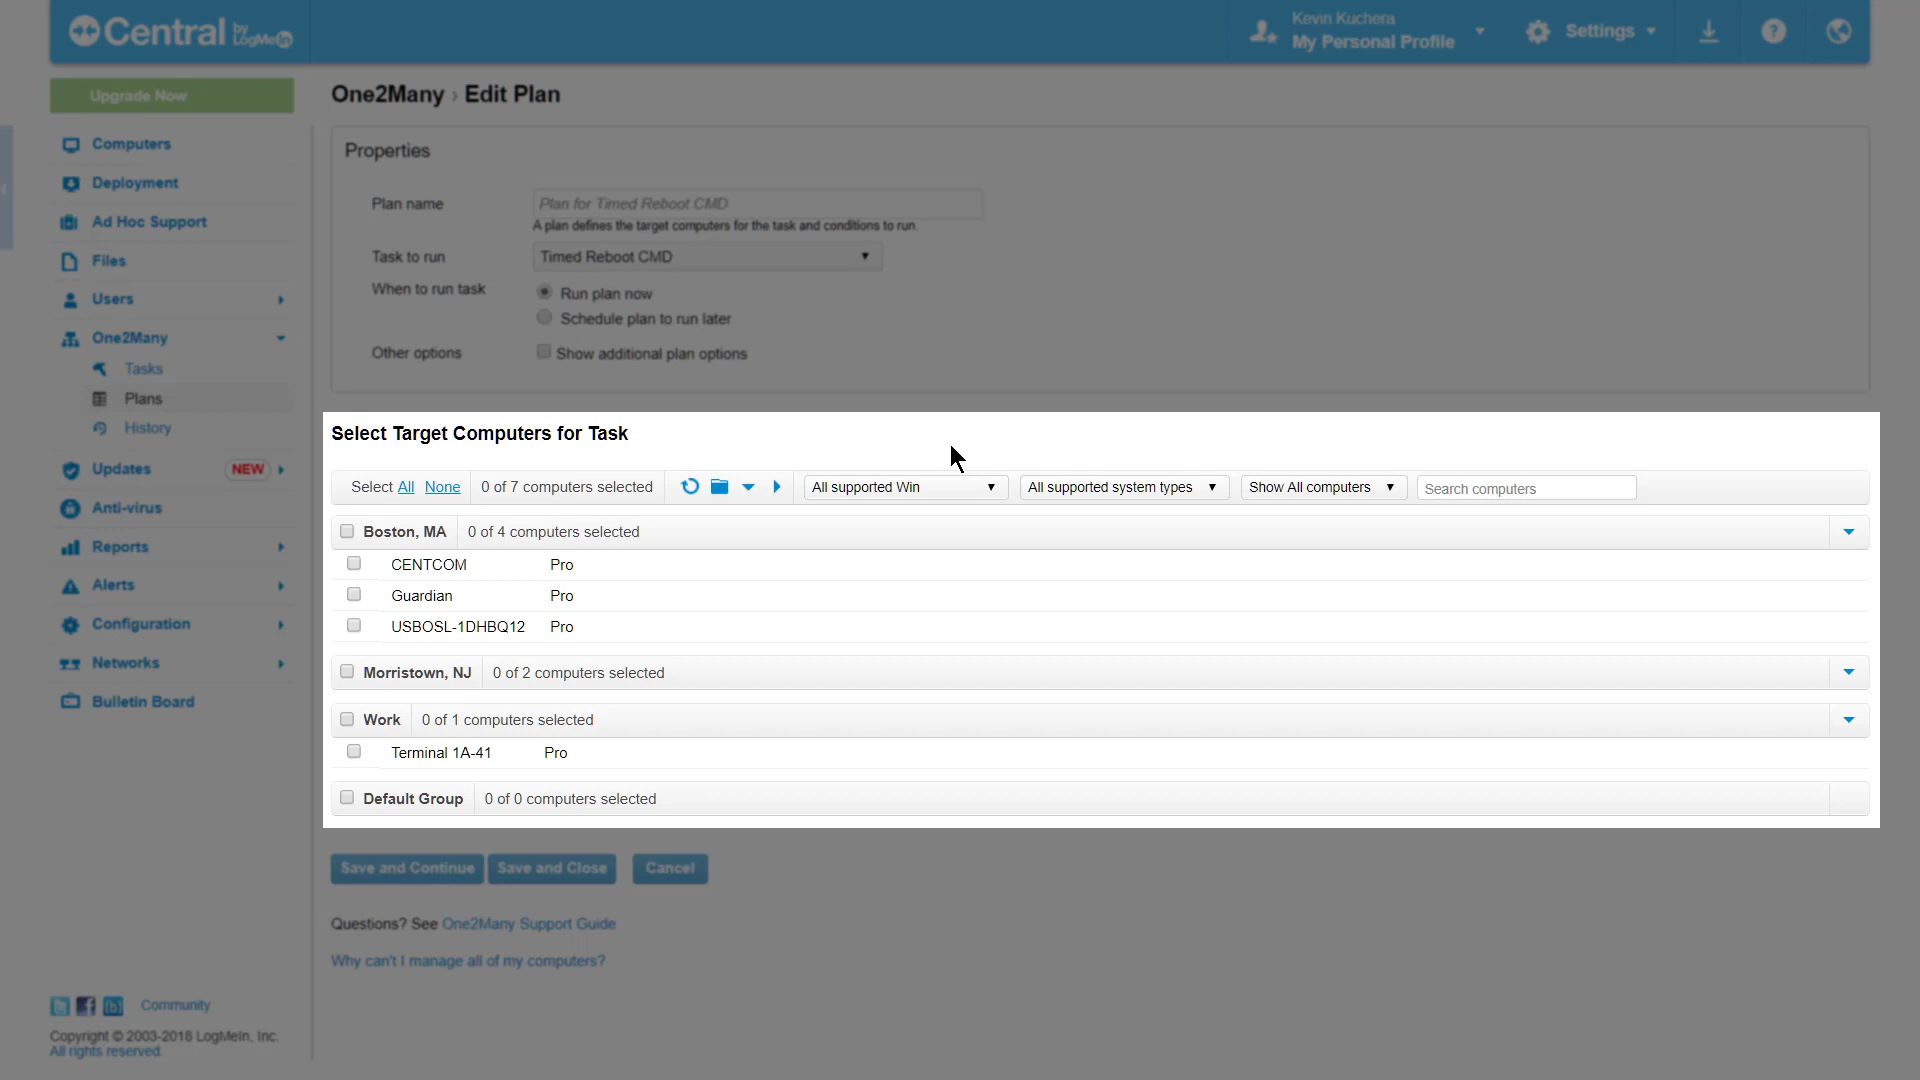 Central by LogMeIn
Kevin Kuchera
My Personal Profile
Settings
Upgrade Now
Computers
Deployment
Ad Hoc Support
Files
Users
One2Many
Tasks
Plans
History
Updates NEW
Anti-virus
Reports
Alerts
Configuration
Networks
Bulletin Board
Community
Copyright © 2003-2018 LogMeIn, Inc.
All rights reserved.
One2Many › Edit Plan
Properties
Plan name Plan for Timed Reboot CMD
A plan defines the target computers for the task and conditions to run.
Task to run Timed Reboot CMD
When to run task Run plan now
Schedule plan to run later
Other options Show additional plan options
Select Target Computers for Task
Select All None 0 of 7 computers selected All supported Win All supported system types Show All computers Search computers
Boston, MA 0 of 4 computers selected
CENTCOM Pro
Guardian Pro
USBOSL-1DHBQ12 Pro
Morristown, NJ 0 of 2 computers selected
Work 0 of 1 computers selected
Terminal 1A-41 Pro
Default Group 0 of 0 computers selected
Save and Continue Save and Close Cancel
Questions? See One2Many Support Guide
Why can't I manage all of my computers?